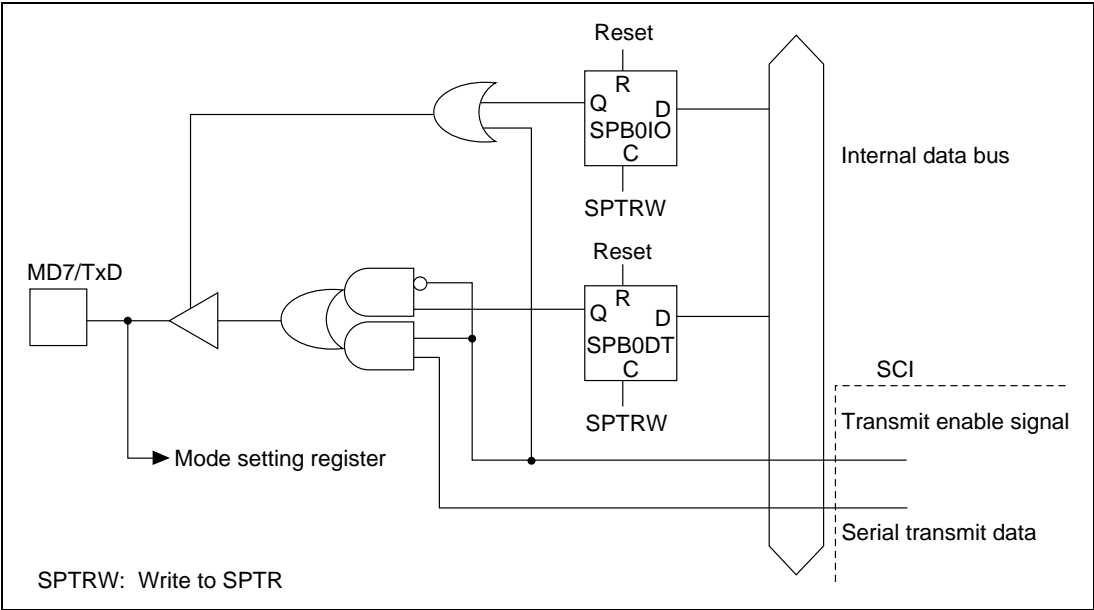 Reset
R
Q
D
SPB0IO
C
Internal data bus
SPTRW
Reset
MD7/TxD
R
Q
D
SPB0DT
C
SCI
SPTRW
Transmit enable signal
Mode setting register
Serial transmit data
SPTRW: Write to SPTR